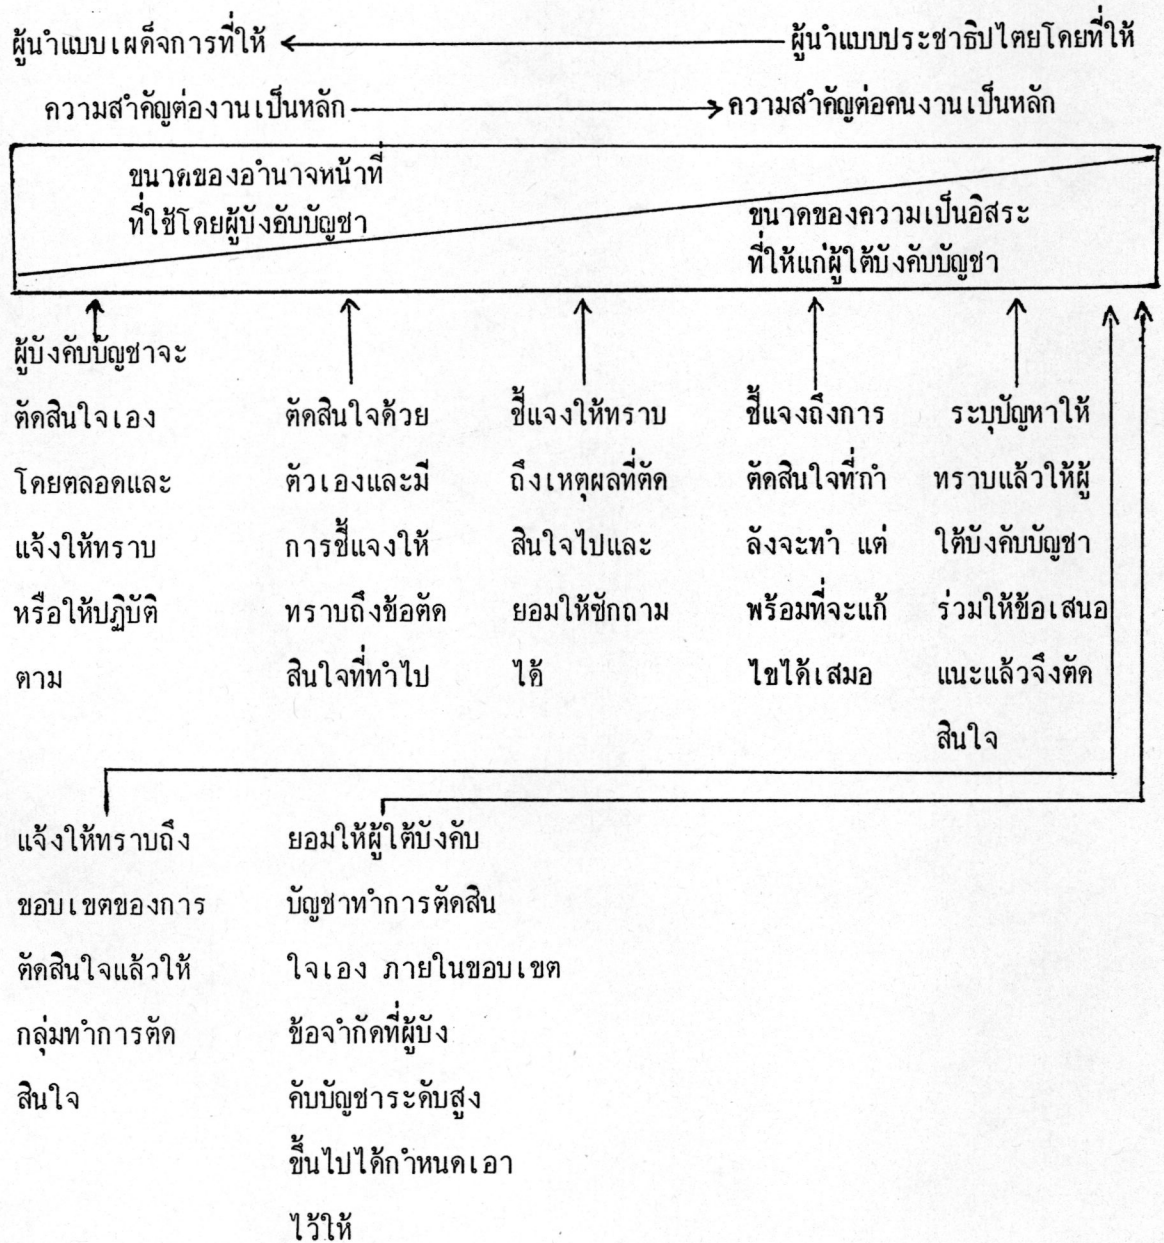 ผู้นำแบบเผด็จการที่ให้
ผู้นำแบบประชาธิปไตยโดยที่ให้
ความสำคัญต่องานเป็นหลัก
ความสำคัญต่อคนงานเป็นหลัก
ขนาดของอำนาจหน้าที่
ที่ใช้โดยผู้บังคับบัญชา
ขนาดของความเป็นอิสระ
ที่ให้แก่ผู้ใต้บังคับบัญชา
ผู้บังคับบัญชาจะ
ตัดสินใจเอง
โดยตลอดและ
แจ้งให้ทราบ
หรือให้ปฏิบัติ
ตาม
ตัดสินใจด้วย
ตัวเองและมี
การชี้แจงให้
ทราบถึงข้อตัด
สินใจที่ทำไป
ชี้แจงให้ทราบ
ถึงเหตุผลที่ตัด
สินใจไปและ
ยอมให้ซักถาม
ได้
ชี้แจงถึงการ
ตัดสินใจที่กำ
ลังจะทำ แต่
พร้อมที่จะแก้
ไขได้เสมอ
ระบุปัญหาให้
ทราบแล้วให้ผู้
ใต้บังคับบัญชา
ร่วมให้ข้อเสนอ
แนะแล้วจึงตัด
สินใจ
แจ้งให้ทราบถึง
ขอบเขตของการ
ตัดสินใจแล้วให้
กลุ่มทำการตัด
สินใจ
ยอมให้ผู้ใต้บังคับ
บัญชาทำการตัดสิน
ใจเอง ภายในขอบเขต
ข้อจำกัดที่ผู้บัง
คับบัญชาระดับสูง
ขึ้นไปได้กำหนดเอา
ไว้ให้